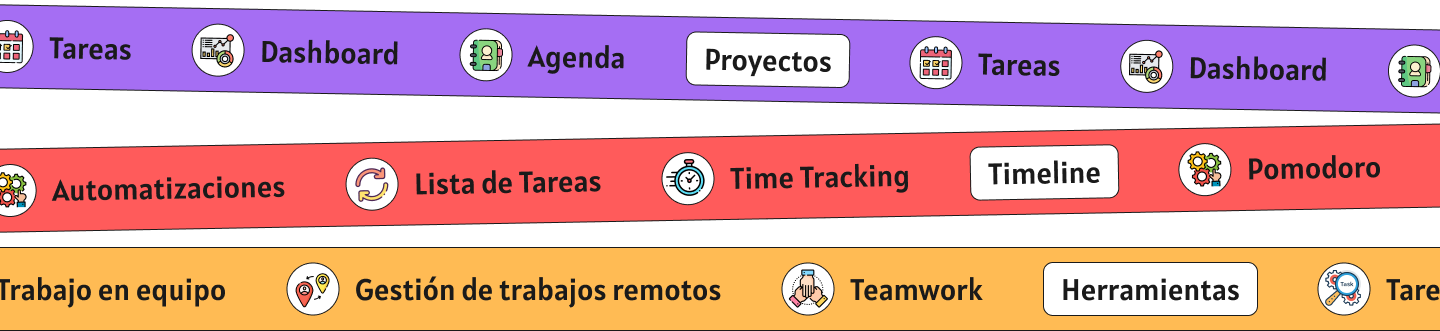 Tareas Dashboard Agenda Proyectos Tareas Dashboard
Automatizaciones Lista de Tareas Time Tracking Timeline Pomodoro
Trabajo en equipo Gestión de trabajos remotos Teamwork Herramientas Tare